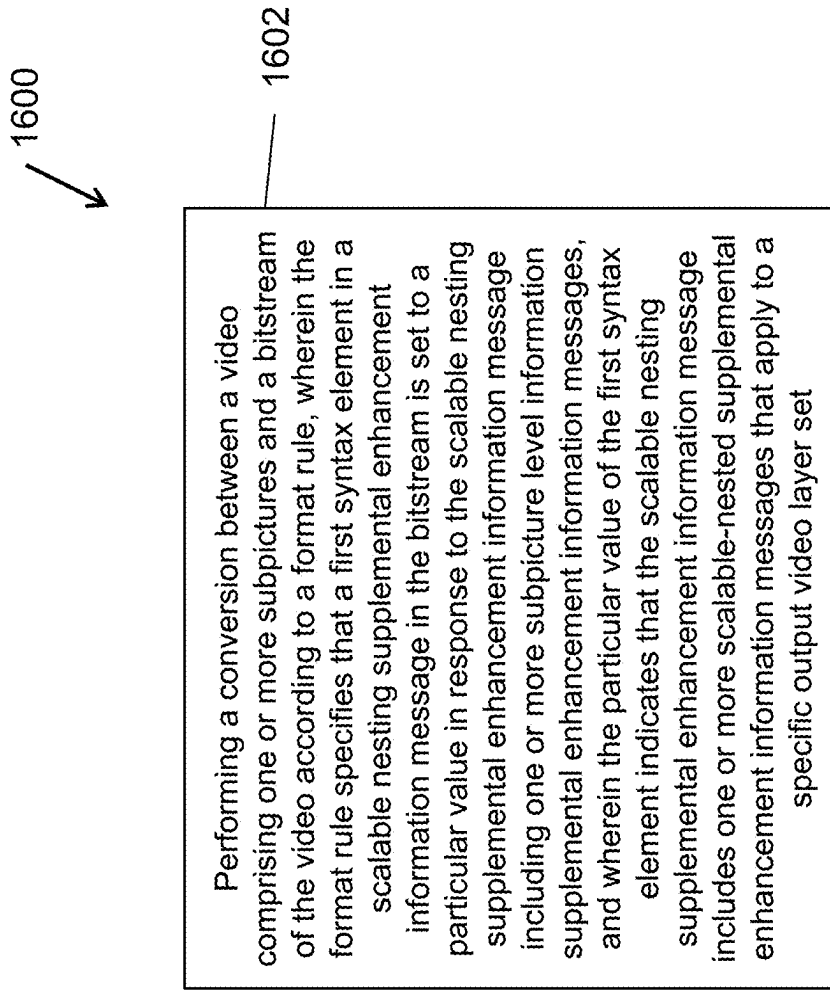 1600
1602
Performing a conversion between a video
comprising one or more subpictures and a bitstream
of the video according to a format rule, wherein the
format rule specifies that a first syntax element in a
scalable nesting supplemental enhancement
information message in the bitstream is set to a
particular value in response to the scalable nesting
supplemental enhancement information message
including one or more subpicture level information
supplemental enhancement information messages,
and wherein the particular value of the first syntax
element indicates that the scalable nesting
supplemental enhancement information message
includes one or more scalable-nested supplemental
enhancement information messages that apply to a
specific output video layer set